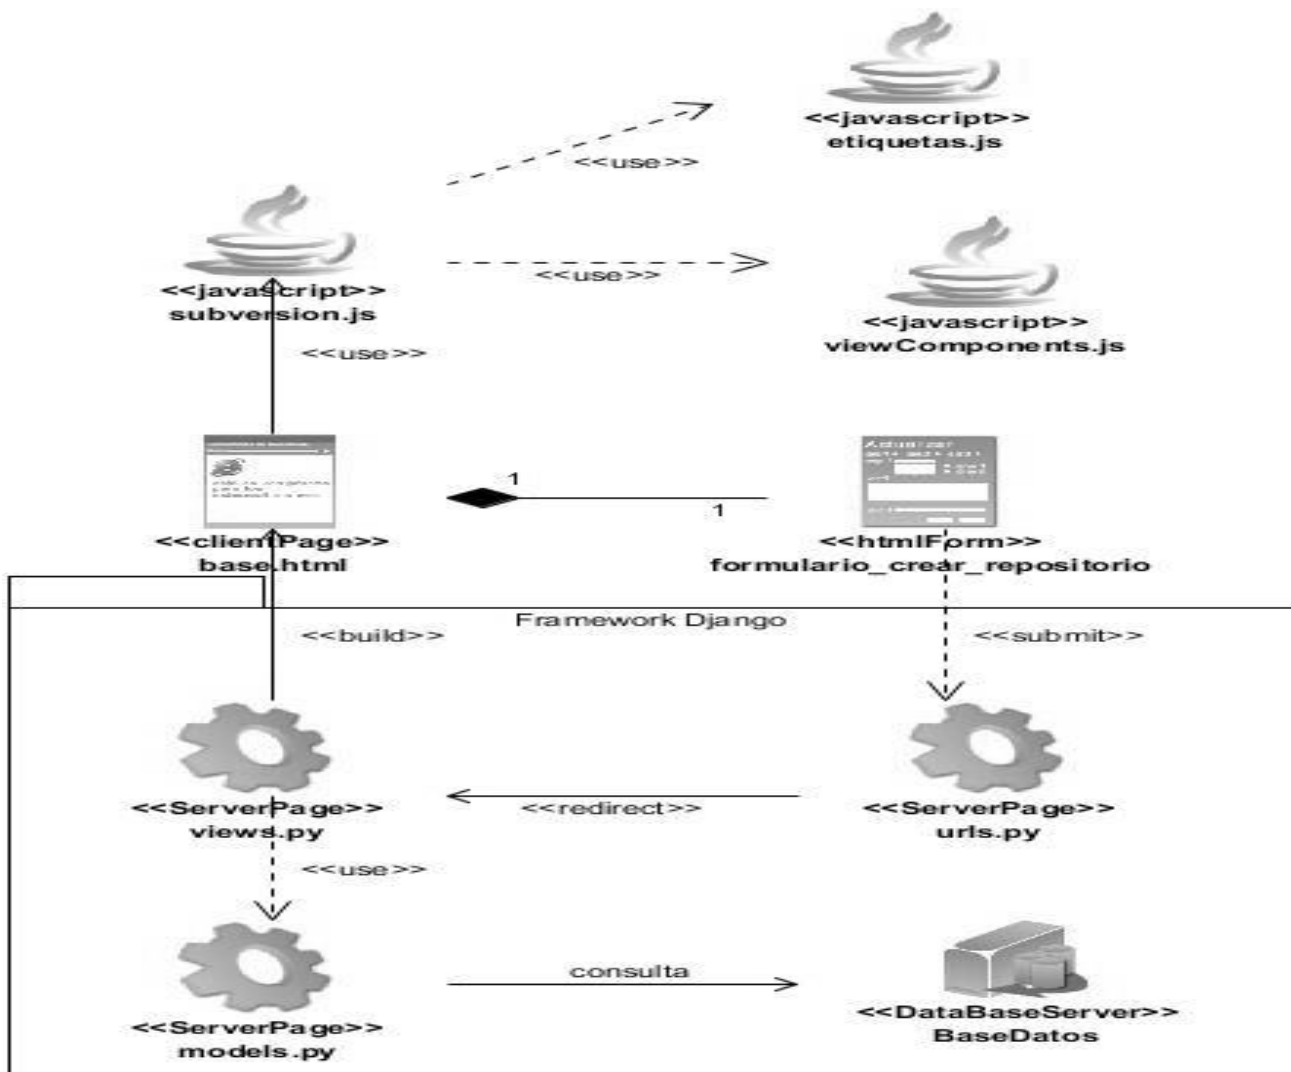 <<javascript>>
etiquetas.js
<<use>>
<<use>>
<<javascript>>
subversion.js
<<javascript>>
viewComponents.js
<<use>>
1
1
<<clientPage>>
base.html
<<htmlForm>>
formulario_crear_repositorio
Framework Django
<<build>>
<<submit>>
<<ServerPage>>
views.py
<<redirect>>
<<ServerPage>>
urls.py
<<use>>
consulta
<<ServerPage>>
models.py
<<DataBaseServer>>
BaseDatos